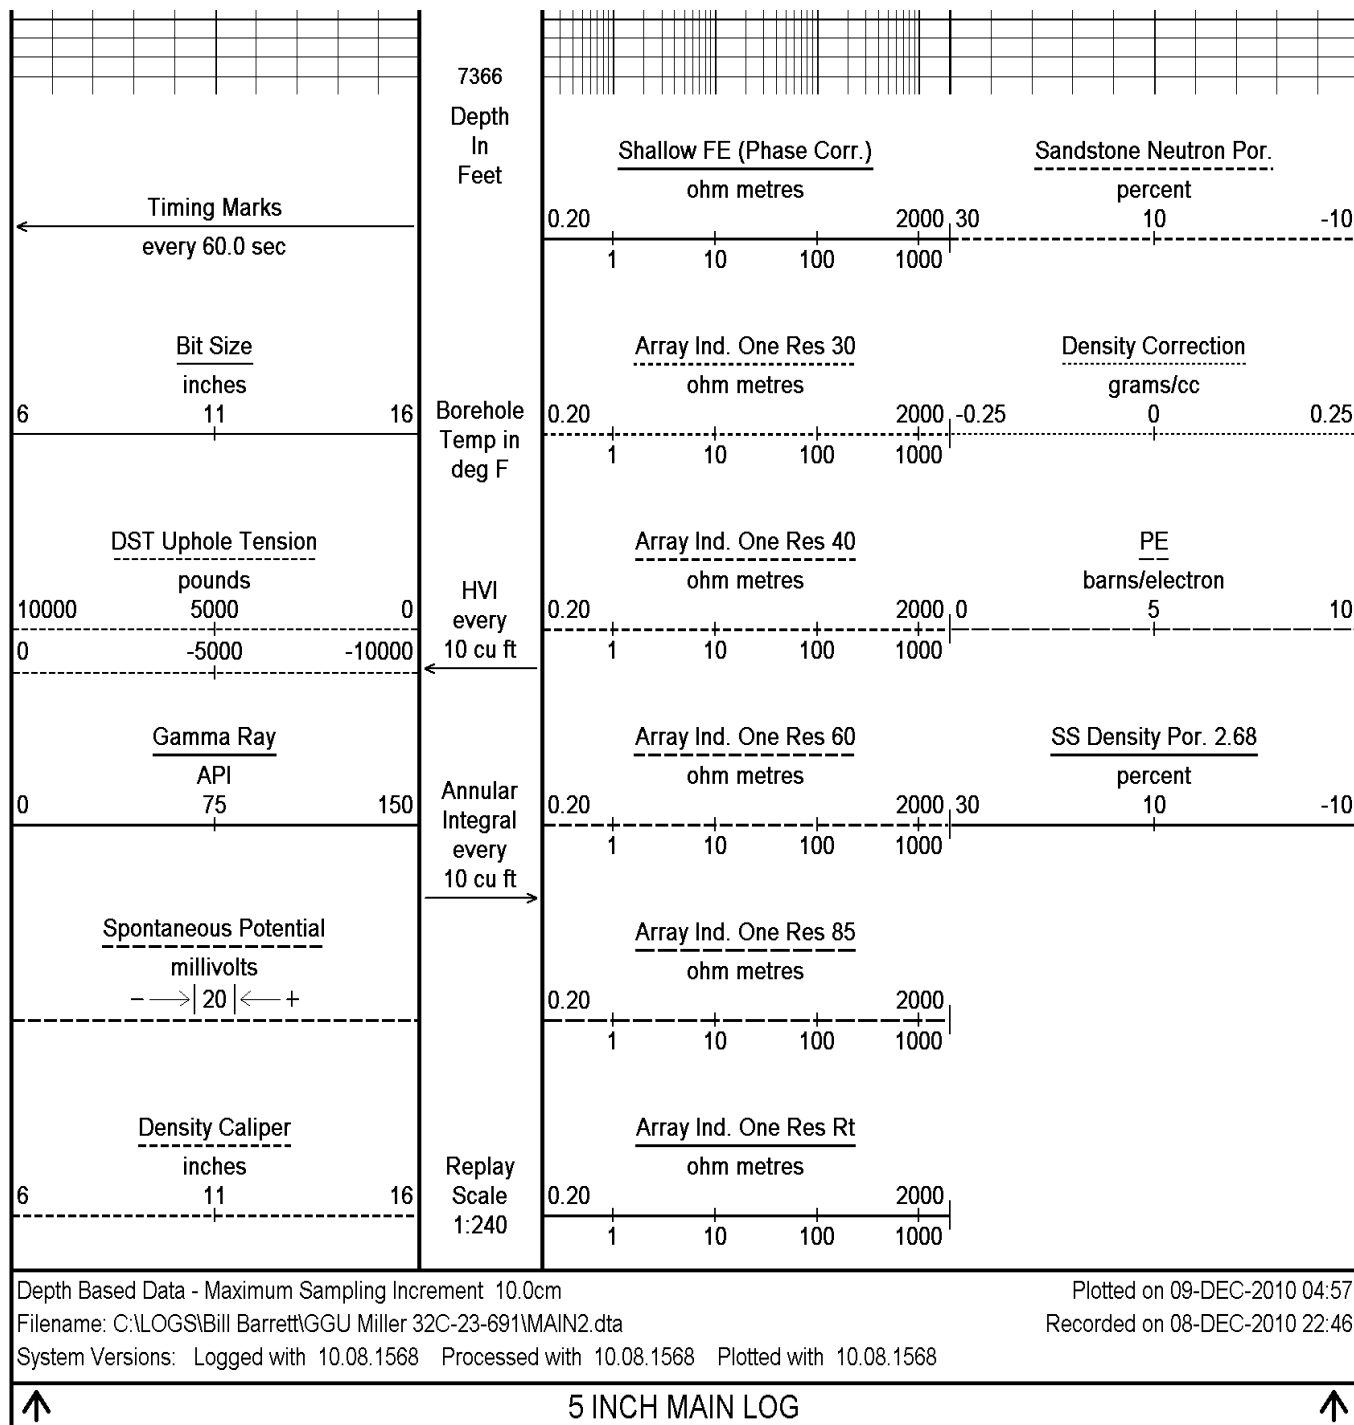 7366
Depth
In
Feet
Timing Marks
every 60.0 sec
Shallow FE (Phase Corr.)
ohm metres
0.20 2000
1 10 100 1000
Sandstone Neutron Por.
percent
30 10 -10
Bit Size
inches
6 11 16
Borehole
Temp in
deg F
Array Ind. One Res 30
ohm metres
0.20 2000
1 10 100 1000
Density Correction
grams/cc
-0.25 0 0.25
DST Uphole Tension
pounds
10000 5000 0
0 -5000 -10000
HVI
every
10 cu ft
Array Ind. One Res 40
ohm metres
0.20 2000
1 10 100 1000
PE
barns/electron
0 5 10
Gamma Ray
API
0 75 150
Annular
Integral
every
10 cu ft
Array Ind. One Res 60
ohm metres
0.20 2000
1 10 100 1000
SS Density Por. 2.68
percent
30 10 -10
Spontaneous Potential
millivolts
- →|20|← +
Array Ind. One Res 85
ohm metres
0.20 2000
1 10 100 1000
Density Caliper
inches
6 11 16
Replay
Scale
1:240
Array Ind. One Res Rt
ohm metres
0.20 2000
1 10 100 1000
Depth Based Data - Maximum Sampling Increment 10.0cm Plotted on 09-DEC-2010 04:57
Filename: C:\LOGS\Bill Barrett\GGU Miller 32C-23-691\MAIN2.dta Recorded on 08-DEC-2010 22:46
System Versions: Logged with 10.08.1568 Processed with 10.08.1568 Plotted with 10.08.1568
↑ 5 INCH MAIN LOG ↑